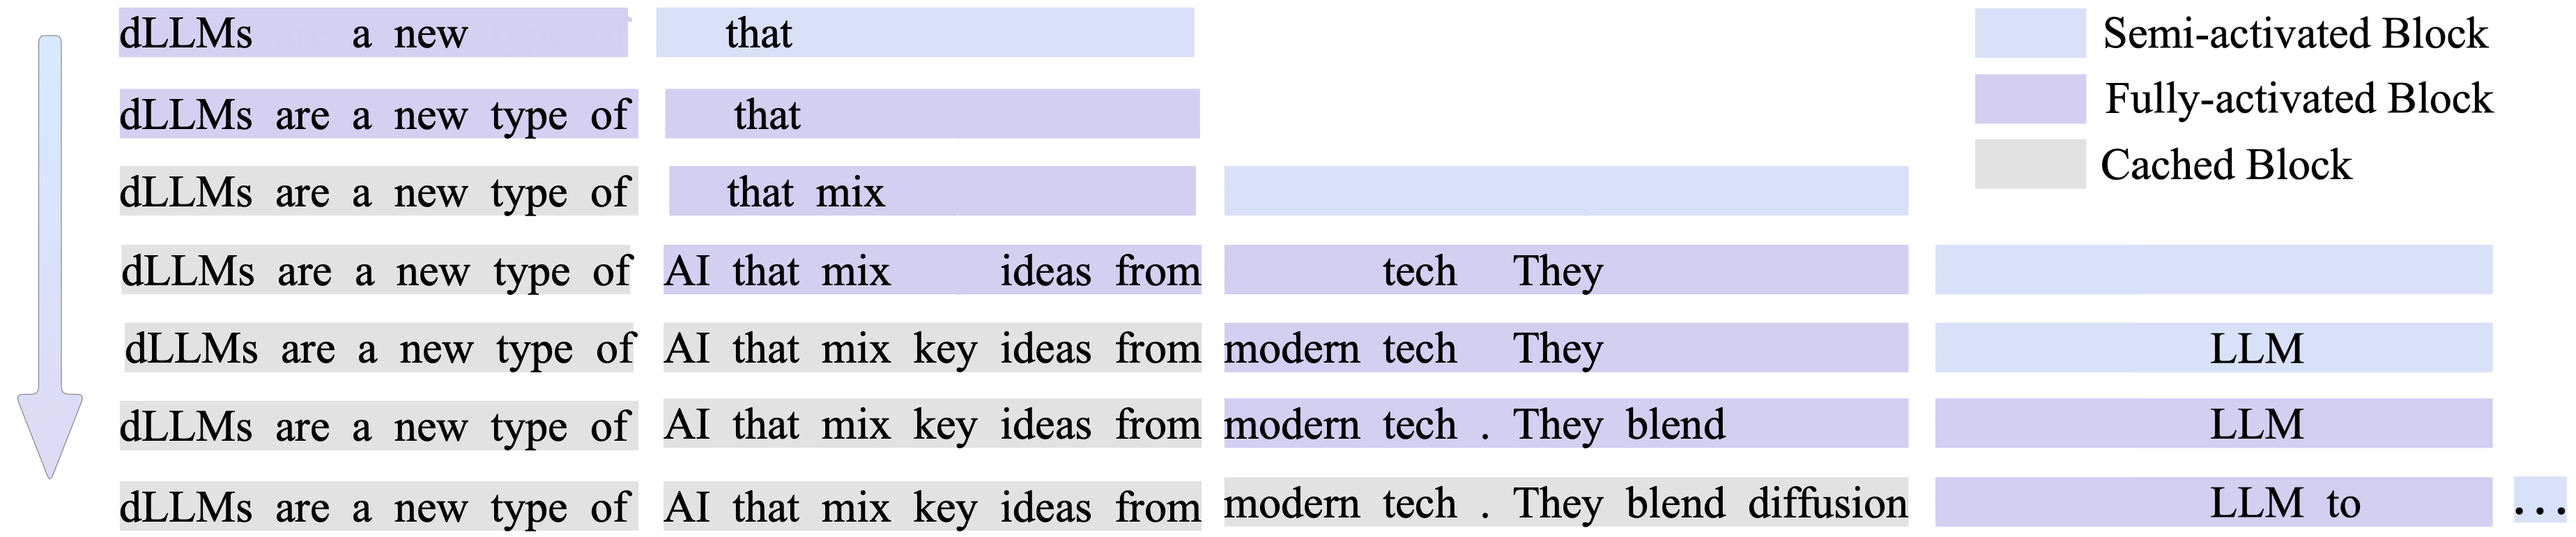 dLLMs a new that
dLLMs are a new type of that
dLLMs are a new type of that mix
dLLMs are a new type of AI that mix ideas from tech They
dLLMs are a new type of AI that mix key ideas from modern tech They LLM
dLLMs are a new type of AI that mix key ideas from modern tech . They blend LLM
dLLMs are a new type of AI that mix key ideas from modern tech . They blend diffusion LLM to ...
Semi-activated Block
Fully-activated Block
Cached Block